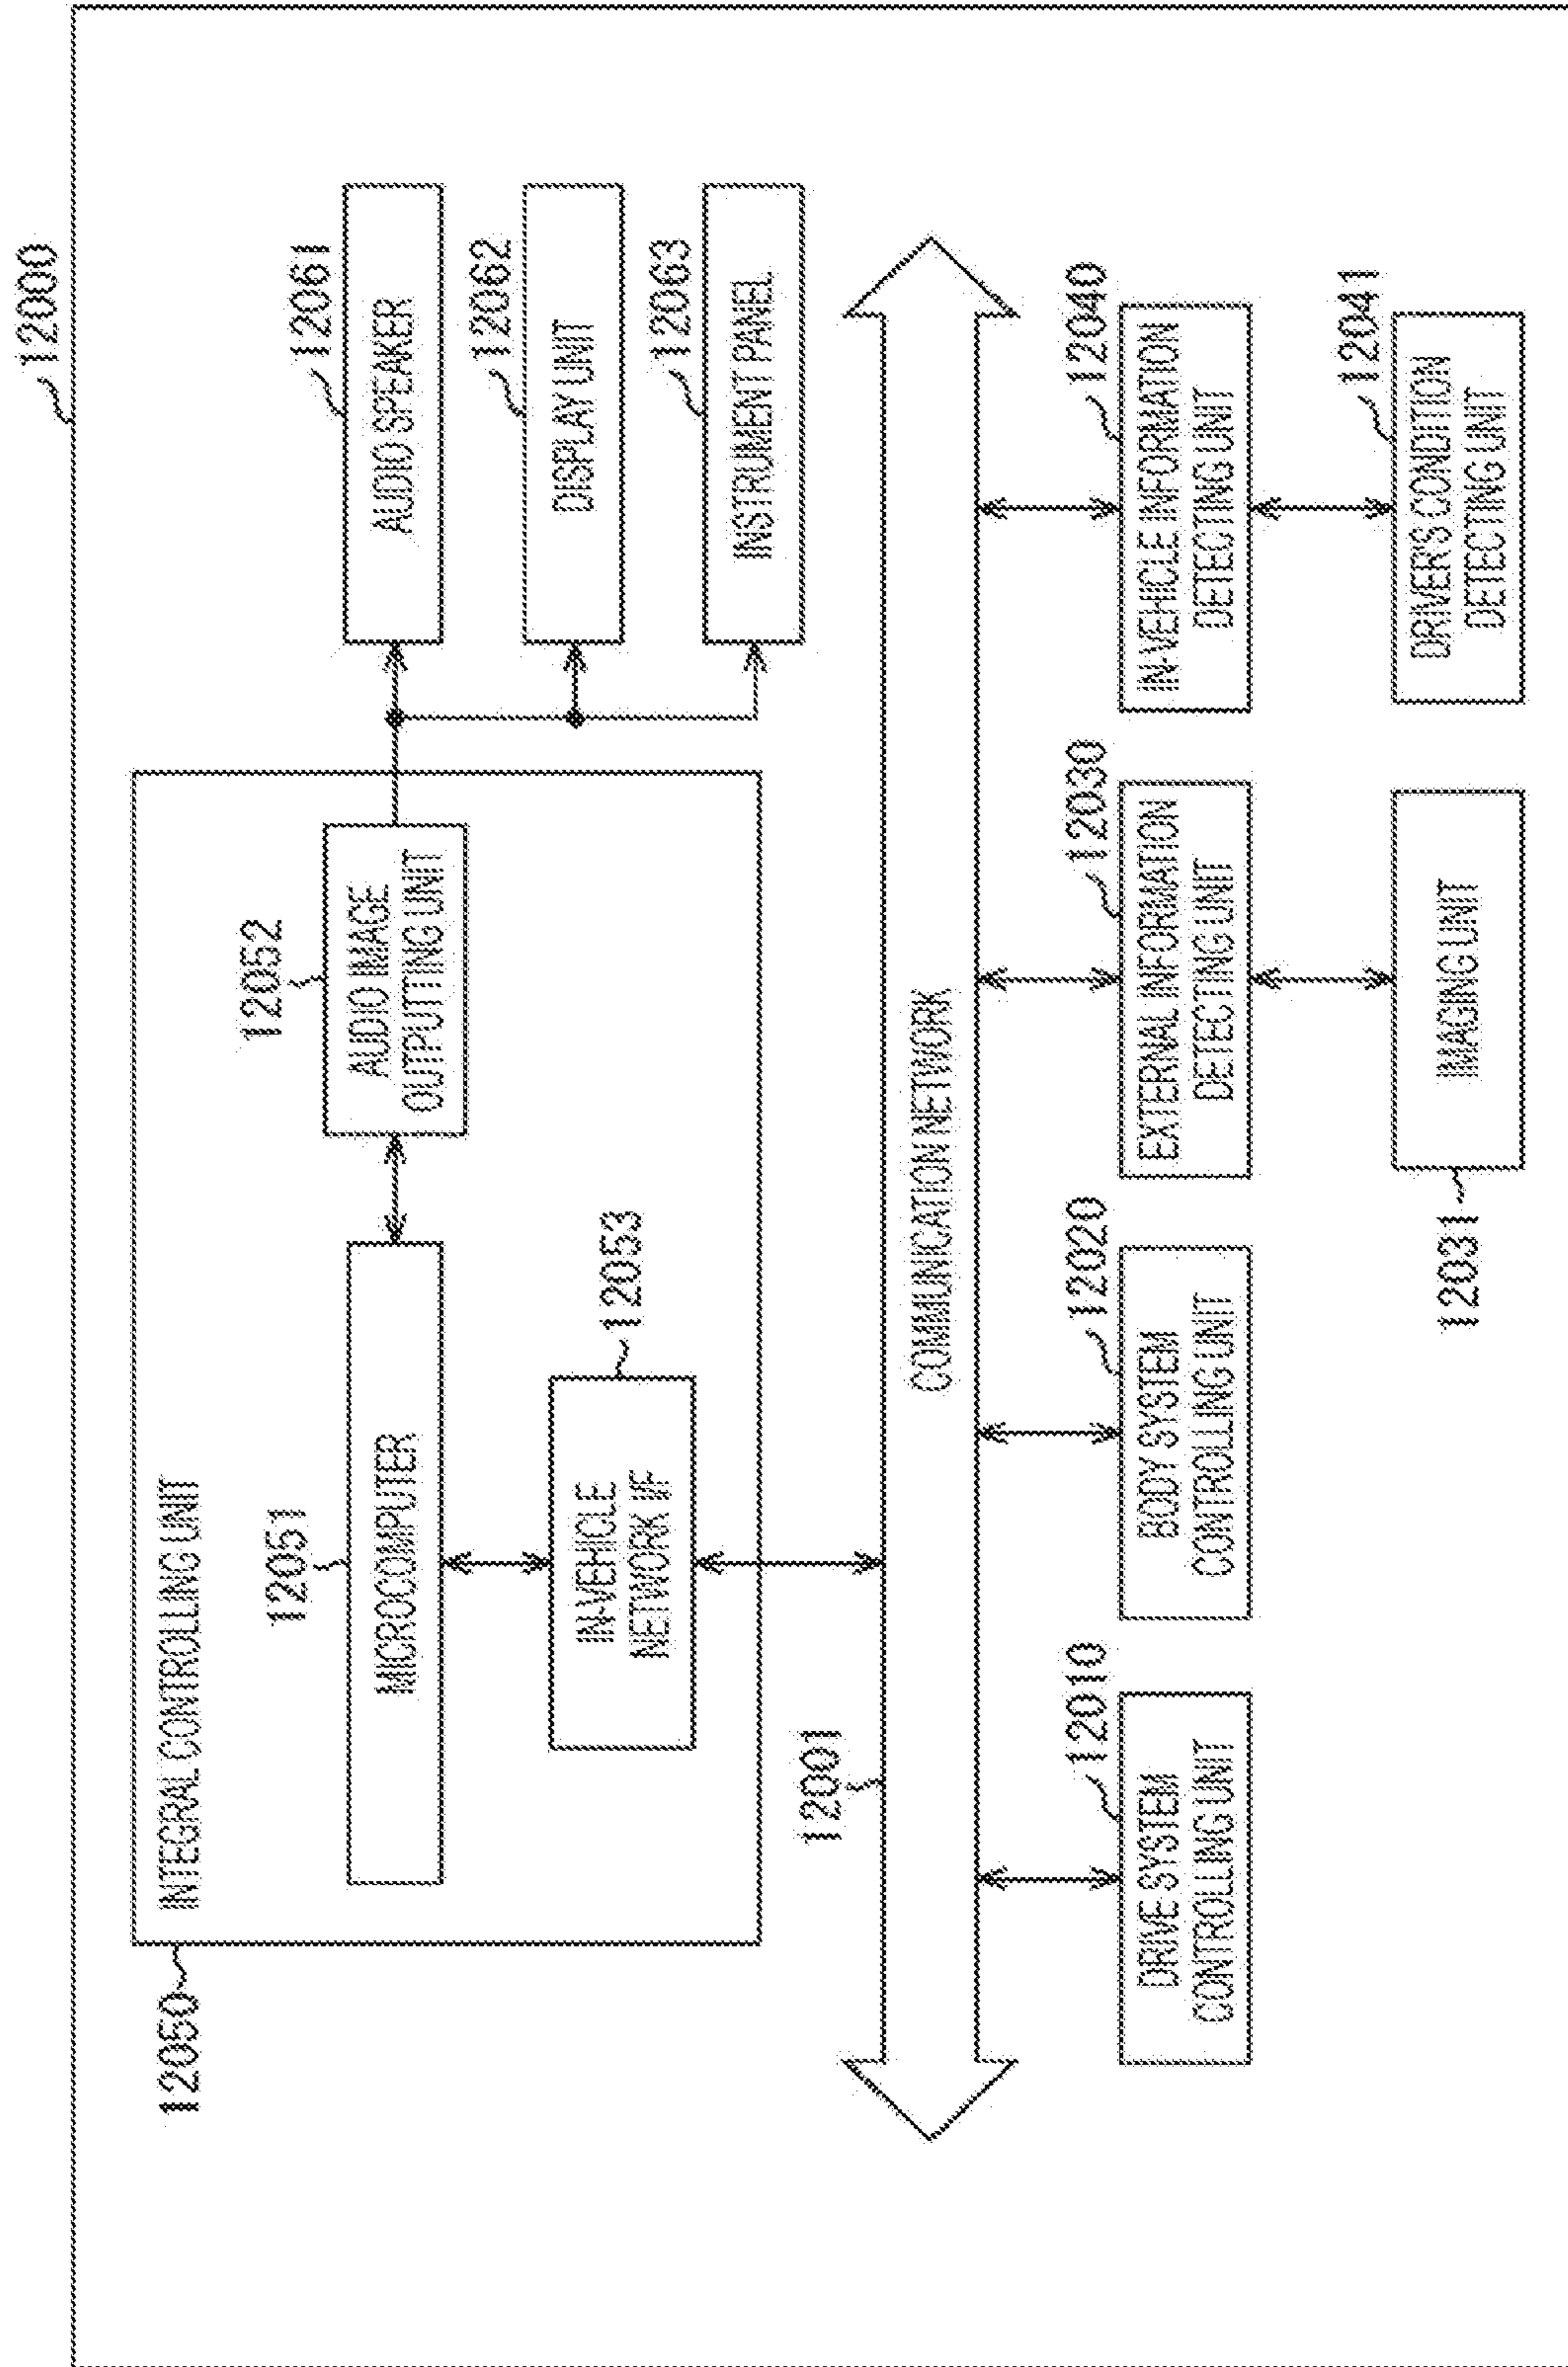 12000
12050
INTEGRAL CONTROLLING UNIT
12051
MICROCOMPUTER
12052
AUDIO IMAGE
OUTPUTTING UNIT
12061
AUDIO SPEAKER
12062
DISPLAY UNIT
12063
INSTRUMENT PANEL
12053
IN-VEHICLE
NETWORK I/F
12001
COMMUNICATION NETWORK
12010
DRIVE SYSTEM
CONTROLLING UNIT
12020
BODY SYSTEM
CONTROLLING UNIT
12030
EXTERNAL INFORMATION
DETECTING UNIT
12040
IN-VEHICLE INFORMATION
DETECTING UNIT
12031
IMAGING UNIT
12041
DRIVER'S CONDITION
DETECTING UNIT